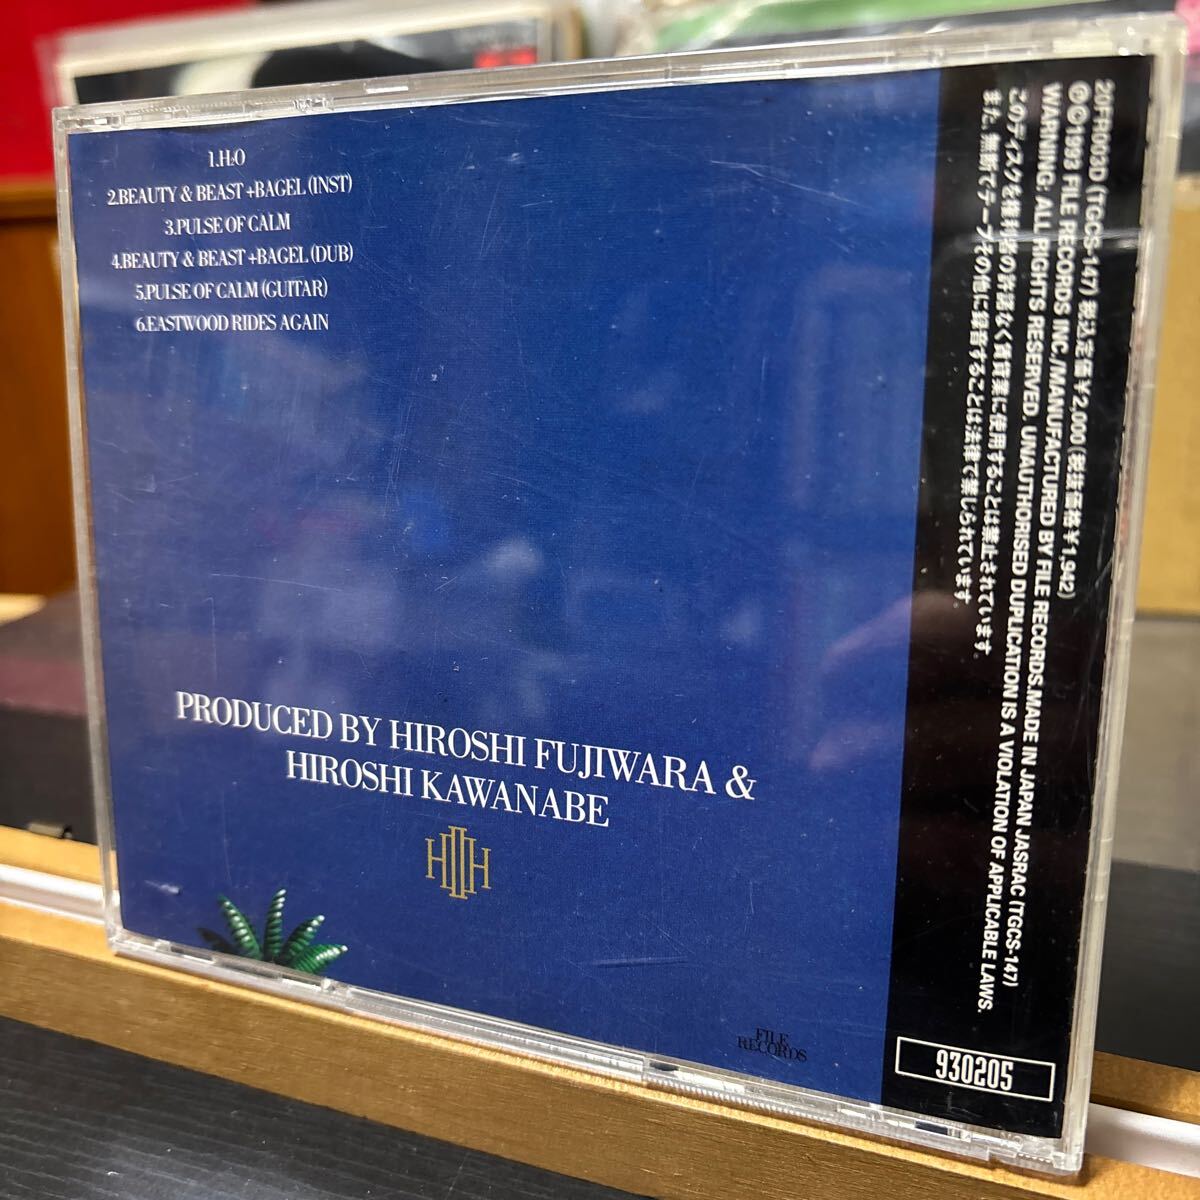 1.H₂O
2.BEAUTY & BEAST +BAGEL (INST)
3.PULSE OF CALM
4.BEAUTY & BEAST +BAGEL (DUB)
5.PULSE OF CALM (GUITAR)
6.EASTWOOD RIDES AGAIN
PRODUCED BY HIROSHI FUJIWARA &
HIROSHI KAWANABE
HIIH
FILE
RECORDS
20FR003D (TGCS-147) 税込定価¥2,000 (税抜価格¥1,942)
ⓅⒸ1993 FILE RECORDS INC./MANUFACTURED BY FILE RECORDS.MADE IN JAPAN JASRAC (TGCS-147)
WARNING: ALL RIGHTS RESERVED. UNAUTHORISED DUPLICATION IS A VIOLATION OF APPLICABLE LAWS.
このディスクを権利者の許諾なく賃貸業に使用することは禁止されています。
また、無断でテープその他に録音することは法律で禁じられています。
930205